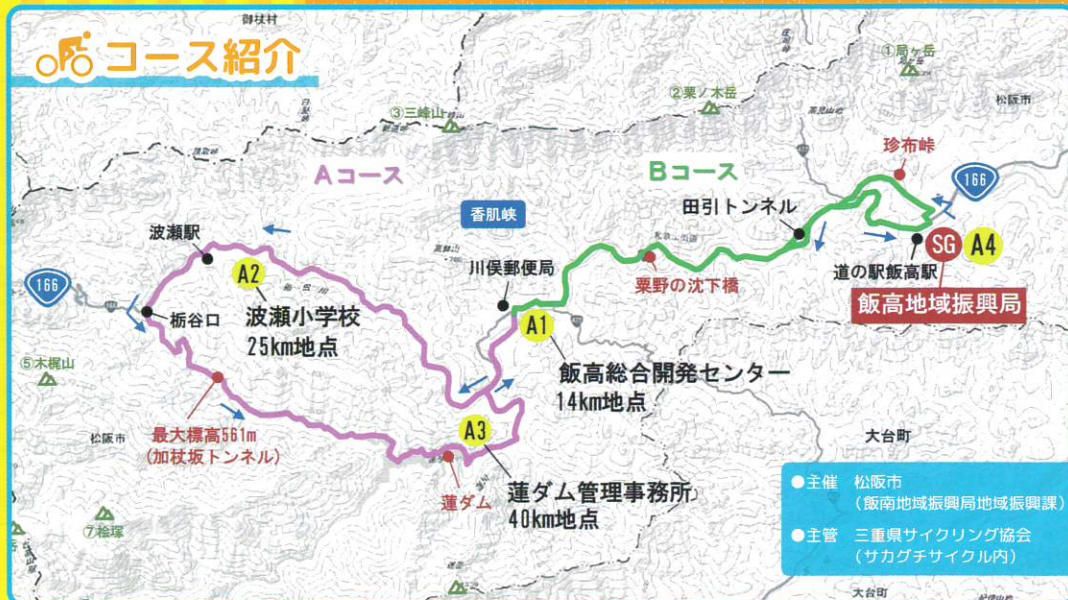 コース紹介
御杖村
①局ヶ岳
②栗ノ木岳
③三峰山
松阪市
珍布峠
166
Aコース
Bコース
田引トンネル
香肌峡
波瀬駅
SG
A4
道の駅飯高駅
飯高地域振興局
川俣郵便局
粟野の沈下橋
166
A2
波瀬小学校
25km地点
栃谷口
A1
飯高総合開発センター
14km地点
⑤木梶山
最大標高561m
(加杖坂トンネル)
松阪市
A3
蓮ダム
蓮ダム管理事務所
40km地点
大台町
⑦桧塚
●主催 松阪市
(飯南地域振興局地域振興課)
●主管 三重県サイクリング協会
(サカグチサイクル内)
大台町